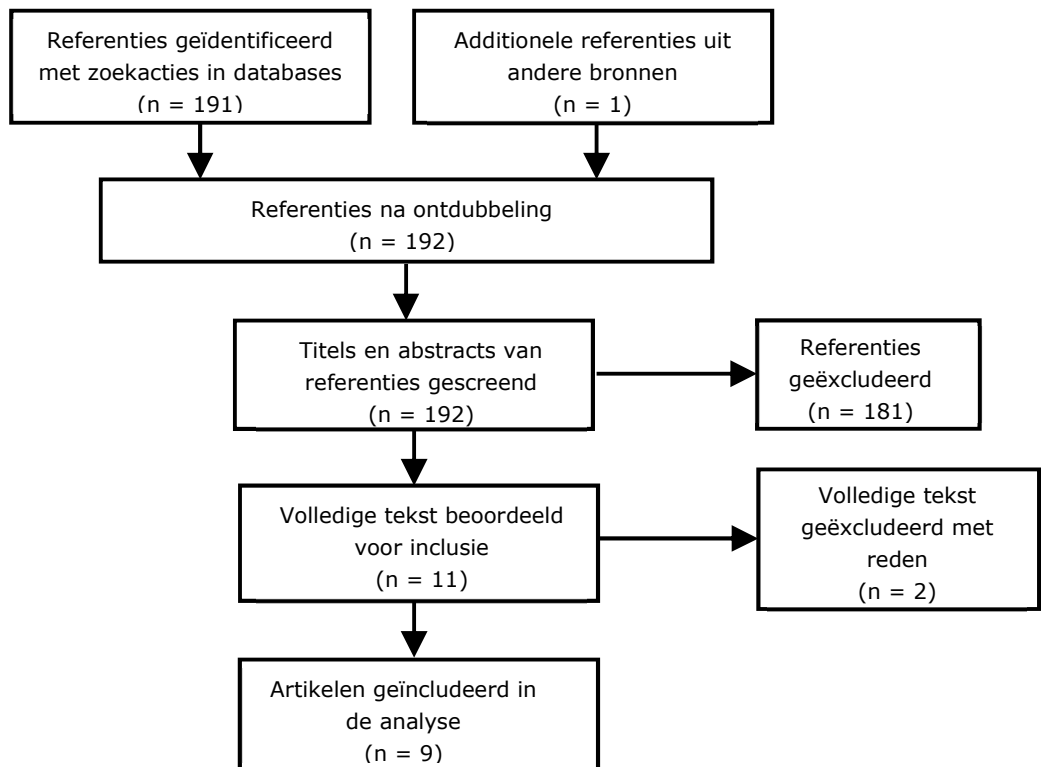 Referenties geïdentificeerd
met zoekacties in databases
(n = 191)
Additionele referenties uit
andere bronnen
(n = 1)
Referenties na ontdubbeling
(n = 192)
Titels en abstracts van
referenties gescreend
(n = 192)
Referenties
geëxcludeerd
(n = 181)
Volledige tekst beoordeeld
voor inclusie
(n = 11)
Volledige tekst
geëxcludeerd met
reden
(n = 2)
Artikelen geïncludeerd in
de analyse
(n = 9)